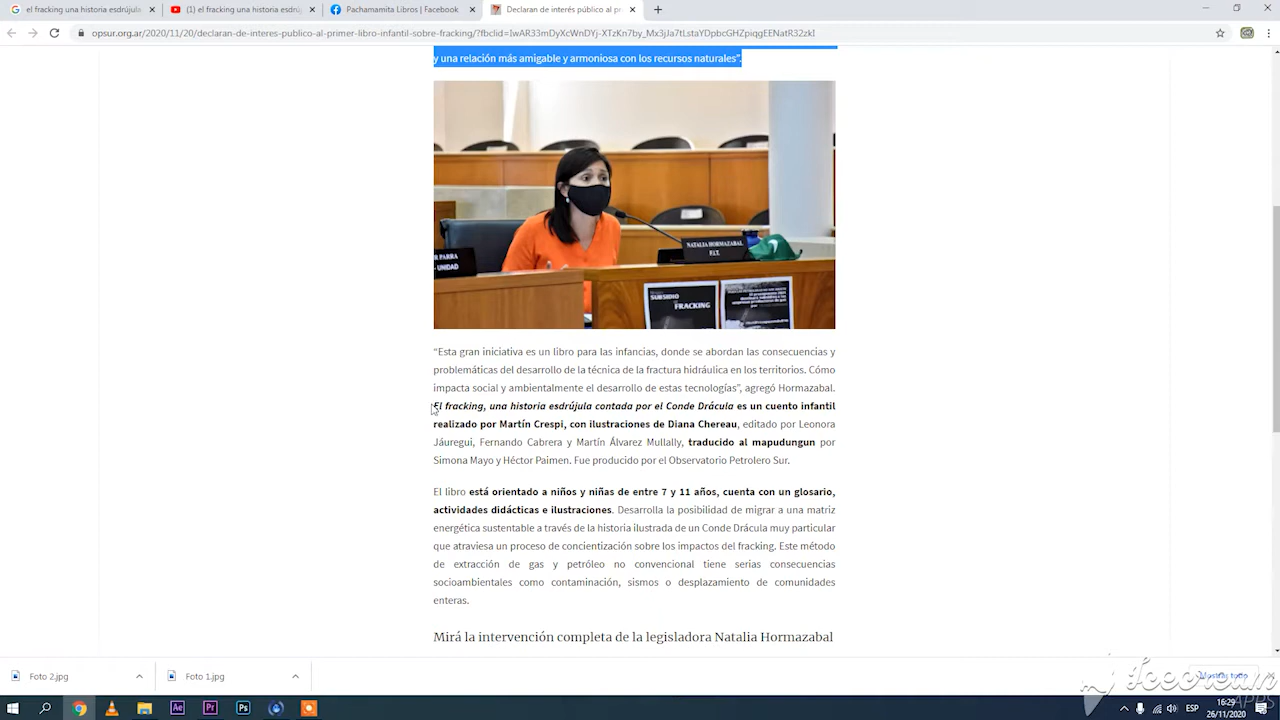 el fracking una historia esdrúju
(1) el fracking una historia esdrú
Pachamamita Libros | Facebook
Declaran de interés público al pr
opsur.org.ar/2020/11/20/declaran-de-interes-publico-al-primer-libro-infantil-sobre-fracking/?fbclid=IwAR33mDyXcWnDYj-XTzKn7by_Mx3jJa7tLstaYDpbcGHZpiqgEENatR32zkI
y una relación más amigable y armoniosa con los recursos naturales”.
NATALIA HORMAZABAL
F.I.T.
R PARRA
- UNIDAD
SUBSIDIO
FRACKING
“Esta gran iniciativa es un libro para las infancias, donde se abordan las consecuencias y
problemáticas del desarrollo de la técnica de la fractura hidráulica en los territorios. Cómo
impacta social y ambientalmente el desarrollo de estas tecnologías”, agregó Hormazabal.
El fracking, una historia esdrújula contada por el Conde Drácula es un cuento infantil
realizado por Martín Crespi, con ilustraciones de Diana Chereau, editado por Leonora
Jáuregui, Fernando Cabrera y Martín Álvarez Mullally, traducido al mapudungun por
Simona Mayo y Héctor Paimen. Fue producido por el Observatorio Petrolero Sur.
El libro está orientado a niños y niñas de entre 7 y 11 años, cuenta con un glosario,
actividades didácticas e ilustraciones. Desarrolla la posibilidad de migrar a una matriz
energética sustentable a través de la historia ilustrada de un Conde Drácula muy particular
que atraviesa un proceso de concientización sobre los impactos del fracking. Este método
de extracción de gas y petróleo no convencional tiene serias consecuencias
socioambientales como contaminación, sismos o desplazamiento de comunidades
enteras.
Mirá la intervención completa de la legisladora Natalia Hormazabal
Foto 2.jpg
Foto 1.jpg
Mostrar todo
Icecream
APPS
ESP
16:29
26/11/2020